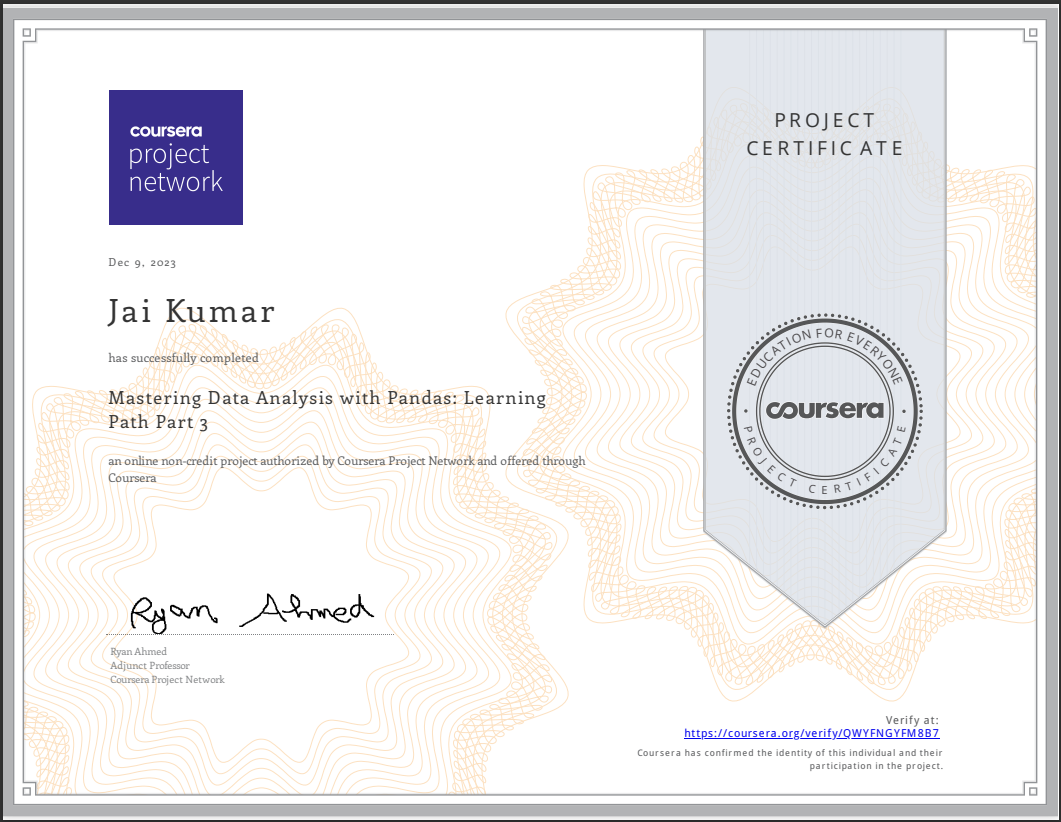 coursera
project
network
PROJECT
CERTIFICATE
Dec 9, 2023
Jai Kumar
has successfully completed
Mastering Data Analysis with Pandas: Learning
Path Part 3
an online non-credit project authorized by Coursera Project Network and offered through
Coursera
EDUCATION FOR EVERYONE
coursera
PROJECT CERTIFICATE
Ryan Ahmed
Ryan Ahmed
Adjunct Professor
Coursera Project Network
Verify at:
https://coursera.org/verify/QWYFNGYFM8B7
Coursera has confirmed the identity of this individual and their
participation in the project.